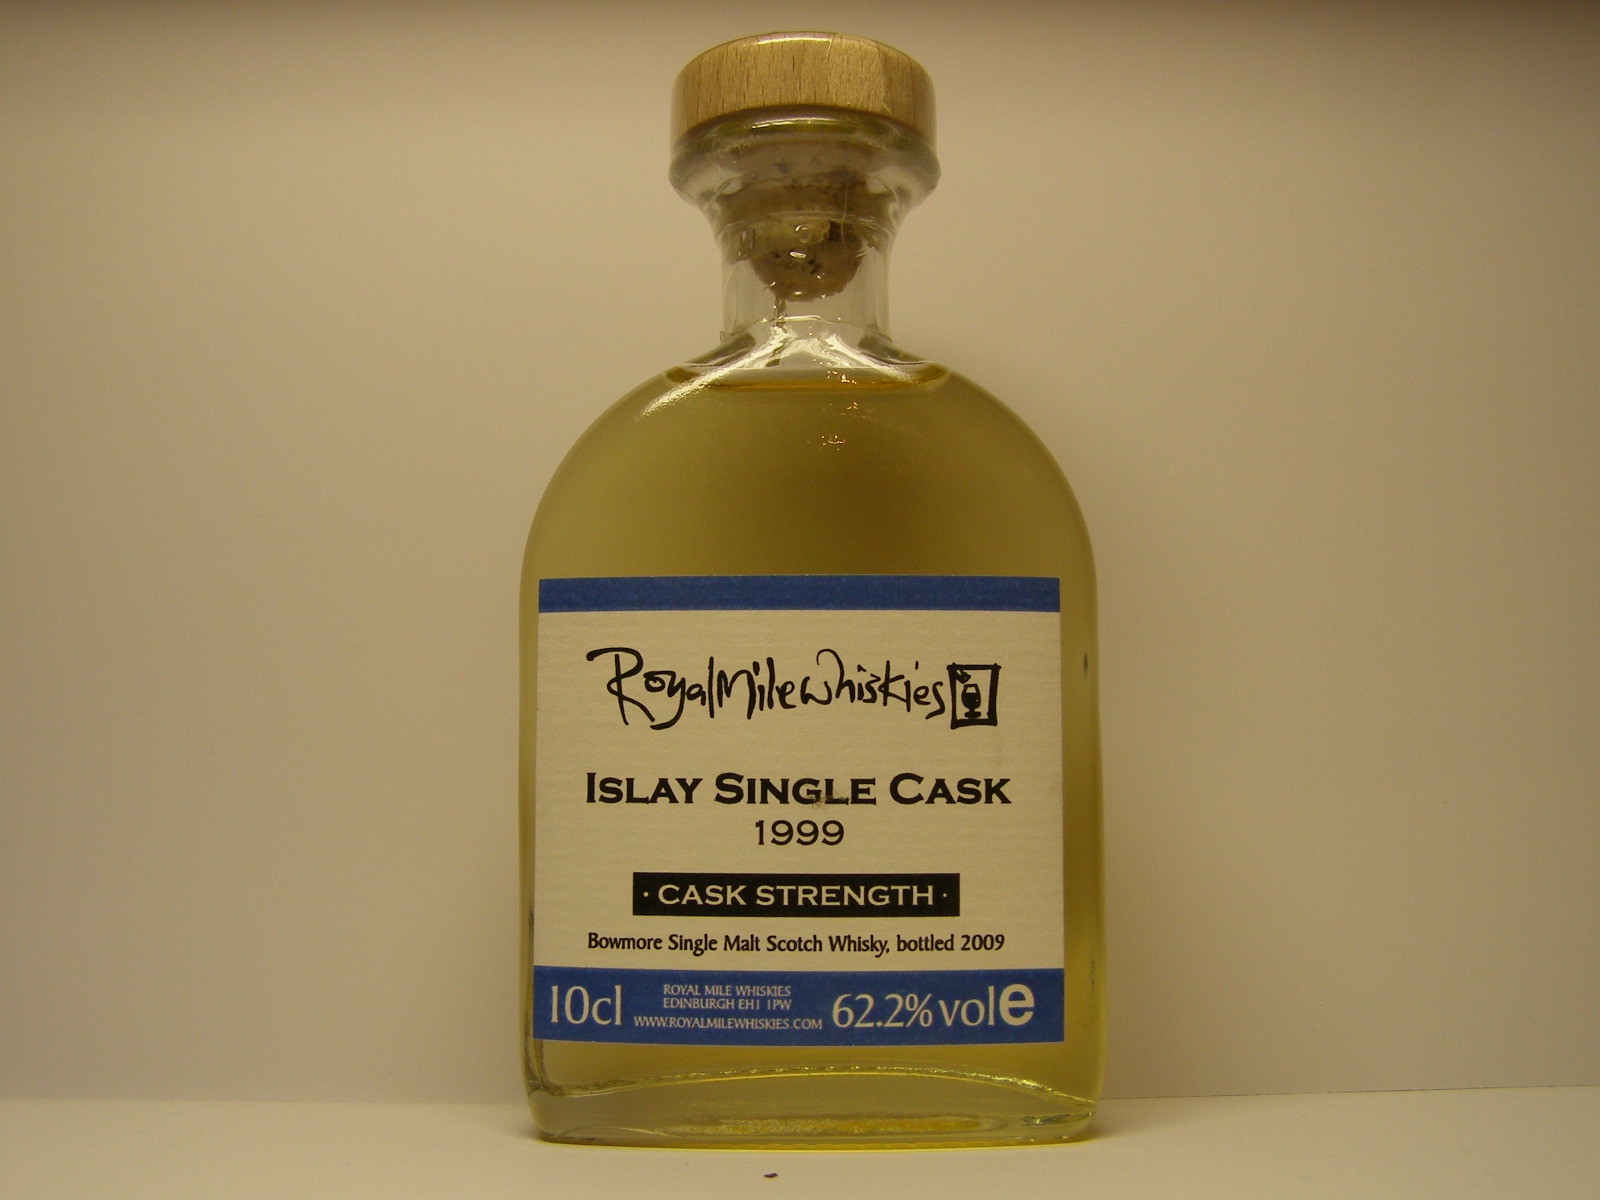 RoyalMilewhiskies
ISLAY SINGLE CASK
1999
· CASK STRENGTH ·
Bowmore Single Malt Scotch Whisky, bottled 2009
10cl
ROYAL MILE WHISKIES
EDINBURGH EH1 1PW
WWW.ROYALMILEWHISKIES.COM
62.2% vol e